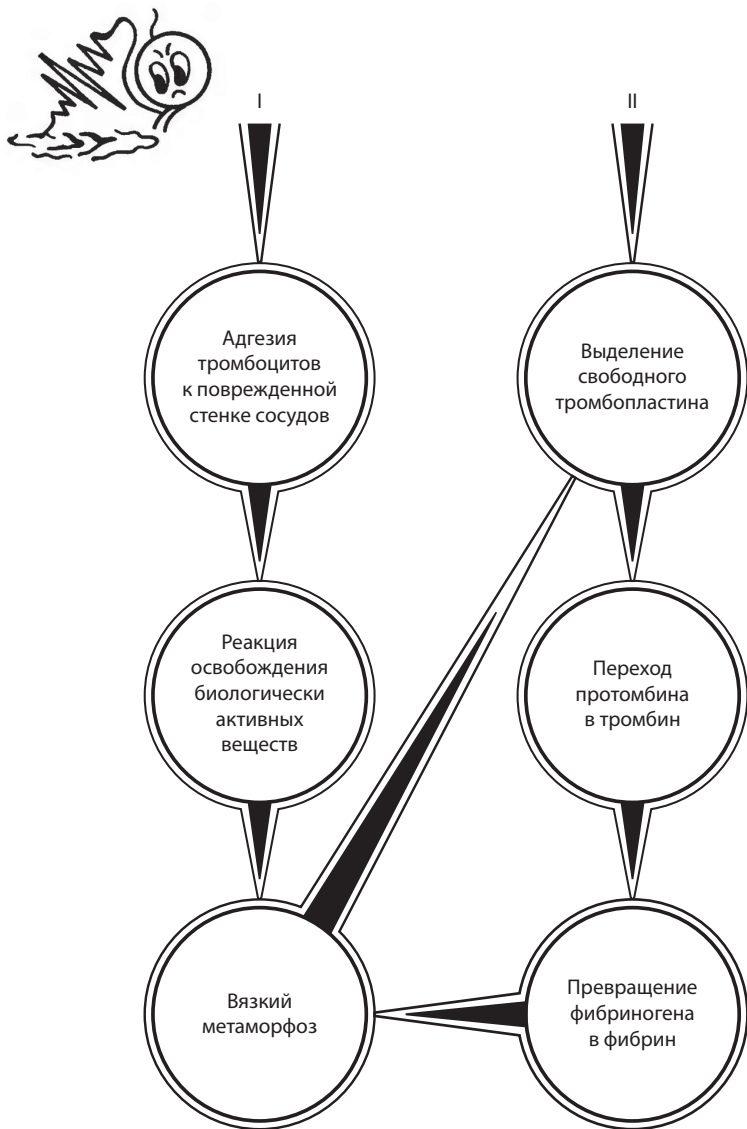 I
II
Адгезия
тромбоцитов
к поврежденной
стенке сосудов
Выделение
свободного
тромбопластина
Реакция
освобождения
биологически
активных
веществ
Переход
протомбина
в тромбин
Вязкий
метаморфоз
Превращение
фибриногена
в фибрин